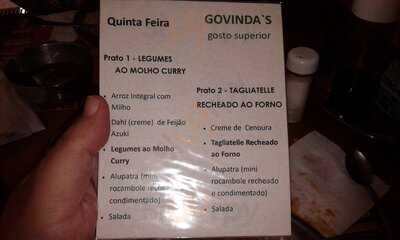 Quinta Feira
GOVINDA`S
gosto superior
Prato 1 - LEGUMES
AO MOLHO CURRY
Arroz Integral com
Milho
Dahl (creme) de Feijão
Azuki
Legumes ao Molho
Curry
Alupatra (mini
rocambole recheado
e condimentado)
Salada
Prato 2 - TAGLIATELLE
RECHEADO AO FORNO
Creme de Cenoura
Tagliatelle Recheado
ao Forno
Alupatra (mini
rocambole recheado
e condimentado)
Salada